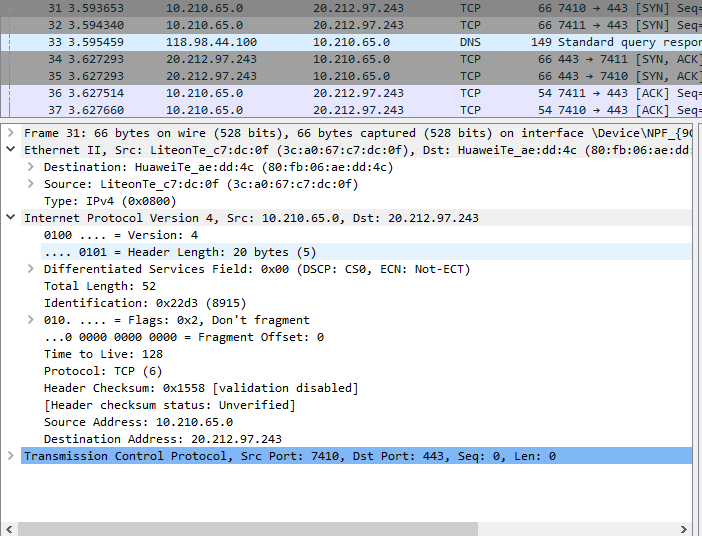 31 3.593653 10.210.65.0 20.212.97.243 TCP 66 7410 → 443 [SYN] Seq=
32 3.594340 10.210.65.0 20.212.97.243 TCP 66 7411 → 443 [SYN] Seq=
33 3.595459 118.98.44.100 10.210.65.0 DNS 149 Standard query respon
34 3.627293 20.212.97.243 10.210.65.0 TCP 66 443 → 7411 [SYN, ACK]
35 3.627293 20.212.97.243 10.210.65.0 TCP 66 443 → 7410 [SYN, ACK]
36 3.627514 10.210.65.0 20.212.97.243 TCP 54 7411 → 443 [ACK] Seq=
37 3.627660 10.210.65.0 20.212.97.243 TCP 54 7410 → 443 [ACK] Seq=
Frame 31: 66 bytes on wire (528 bits), 66 bytes captured (528 bits) on interface \Device\NPF_{9C
Ethernet II, Src: LiteonTe_c7:dc:0f (3c:a0:67:c7:dc:0f), Dst: HuaweiTe_ae:dd:4c (80:fb:06:ae:dd:
Destination: HuaweiTe_ae:dd:4c (80:fb:06:ae:dd:4c)
Source: LiteonTe_c7:dc:0f (3c:a0:67:c7:dc:0f)
Type: IPv4 (0x0800)
Internet Protocol Version 4, Src: 10.210.65.0, Dst: 20.212.97.243
0100 .... = Version: 4
.... 0101 = Header Length: 20 bytes (5)
Differentiated Services Field: 0x00 (DSCP: CS0, ECN: Not-ECT)
Total Length: 52
Identification: 0x22d3 (8915)
010. .... = Flags: 0x2, Don't fragment
...0 0000 0000 0000 = Fragment Offset: 0
Time to Live: 128
Protocol: TCP (6)
Header Checksum: 0x1558 [validation disabled]
[Header checksum status: Unverified]
Source Address: 10.210.65.0
Destination Address: 20.212.97.243
Transmission Control Protocol, Src Port: 7410, Dst Port: 443, Seq: 0, Len: 0